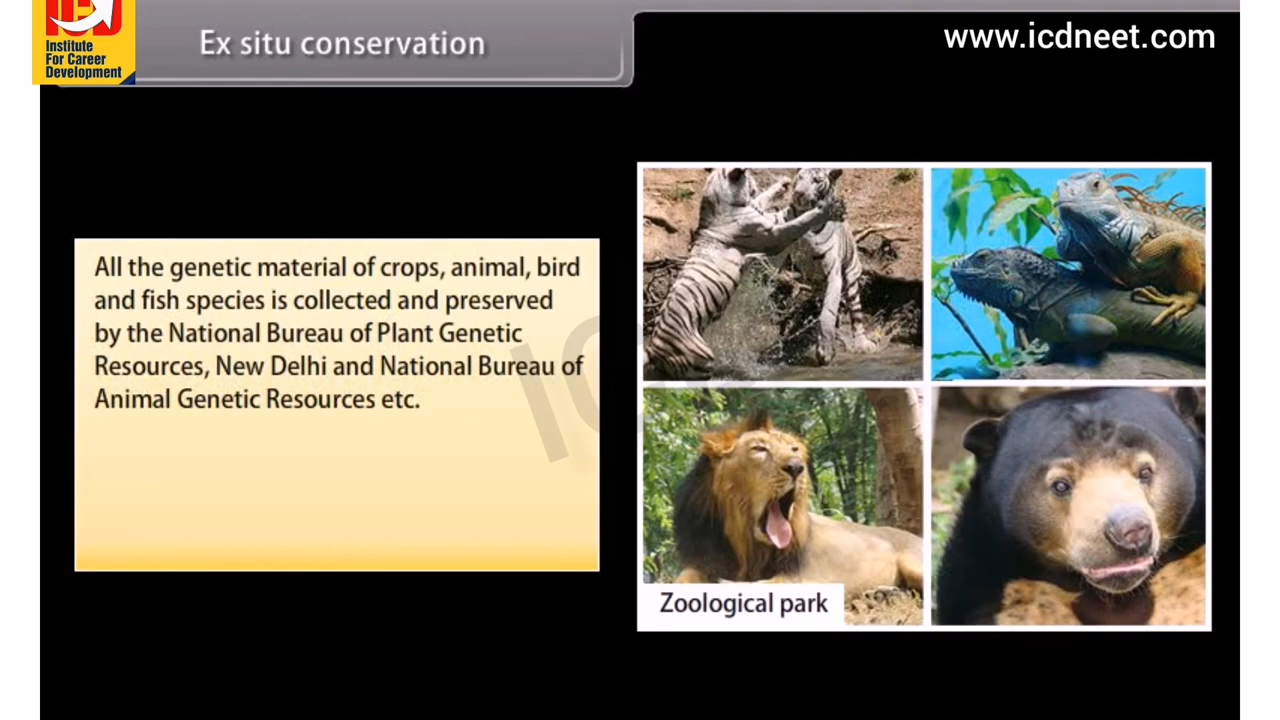 Institute
For Career
Development
Ex situ conservation
www.icdneet.com
All the genetic material of crops, animal, bird
and fish species is collected and preserved
by the National Bureau of Plant Genetic
Resources, New Delhi and National Bureau of
Animal Genetic Resources etc.
Zoological park